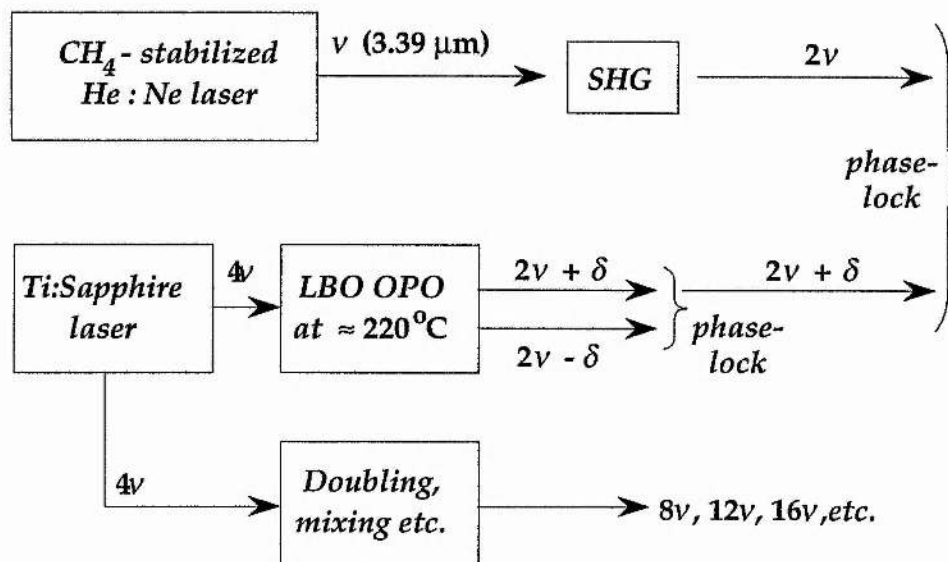 CH4 - stabilized
He : Ne laser
ν (3.39 μm)
SHG
2ν
phase-
lock
Ti:Sapphire
laser
4ν
LBO OPO
at ≈ 220°C
2ν + δ
2ν - δ
phase-
lock
2ν + δ
4ν
Doubling,
mixing etc.
8ν, 12ν, 16ν,etc.